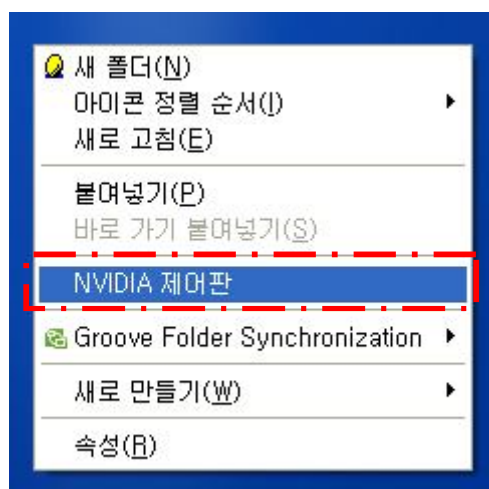 새 폴더(N)
아이콘 정렬 순서(I)
새로 고침(E)
붙여넣기(P)
바로 가기 붙여넣기(S)
NVIDIA 제어판
Groove Folder Synchronization
새로 만들기(W)
속성(R)